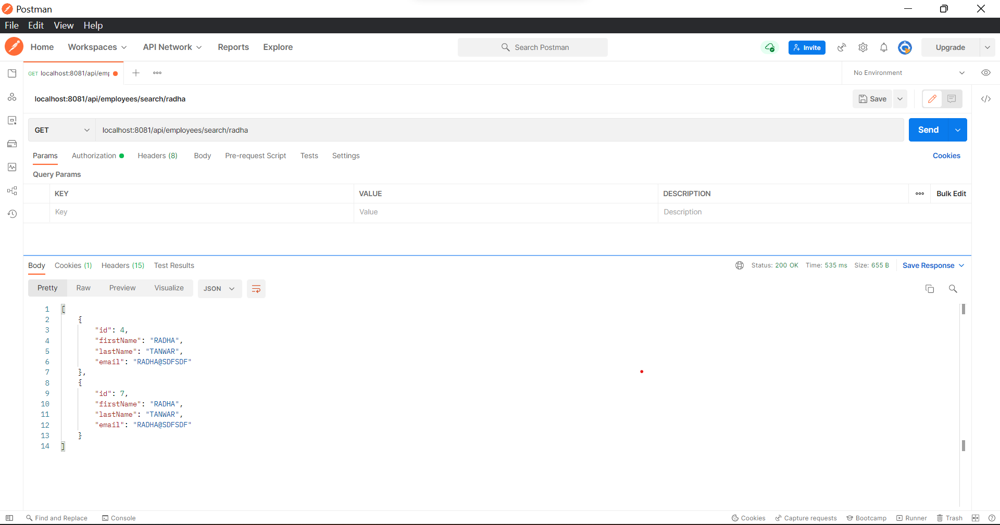 Postman
File Edit View Help
Home Workspaces API Network Reports Explore Search Postman Invite Upgrade
GET localhost:8081/api/emp No Environment
localhost:8081/api/employees/search/radha Save
GET localhost:8081/api/employees/search/radha Send
Params Authorization Headers (8) Body Pre-request Script Tests Settings Cookies
Query Params
KEY VALUE DESCRIPTION Bulk Edit
Key Value Description
Body Cookies (1) Headers (15) Test Results Status: 200 OK Time: 535 ms Size: 655 B Save Response
Pretty Raw Preview Visualize JSON
1 [
2 {
3 "id": 4,
4 "firstName": "RADHA",
5 "lastName": "TANWAR",
6 "email": "RADHA@SDFSDF"
7 },
8 {
9 "id": 7,
10 "firstName": "RADHA",
11 "lastName": "TANWAR",
12 "email": "RADHA@SDFSDF"
13 }
14 ]
Find and Replace Console Cookies Capture requests Bootcamp Runner Trash